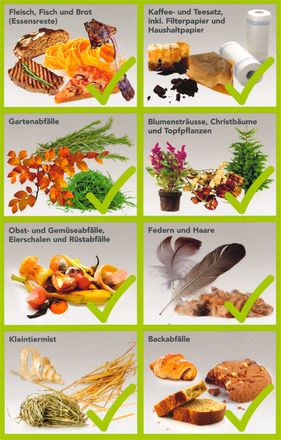 Fleisch, Fisch und Brot
(Essensreste)
Kaffee- und Teesatz,
inkl. Filterpapier und
Haushaltpapier
Gartenabfälle
Blumensträusse, Christbäume
und Topfpflanzen
Obst- und Gemüseabfälle,
Eierschalen und Rüstabfälle
Federn und Haare
Kleintiermist
Backabfälle